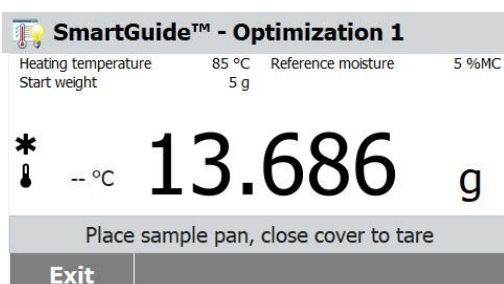 SmartGuide™ - Optimization 1
Heating temperature 85 °C Reference moisture 5 %MC
Start weight 5 g
* -- °C 13.686 g
Place sample pan, close cover to tare
Exit